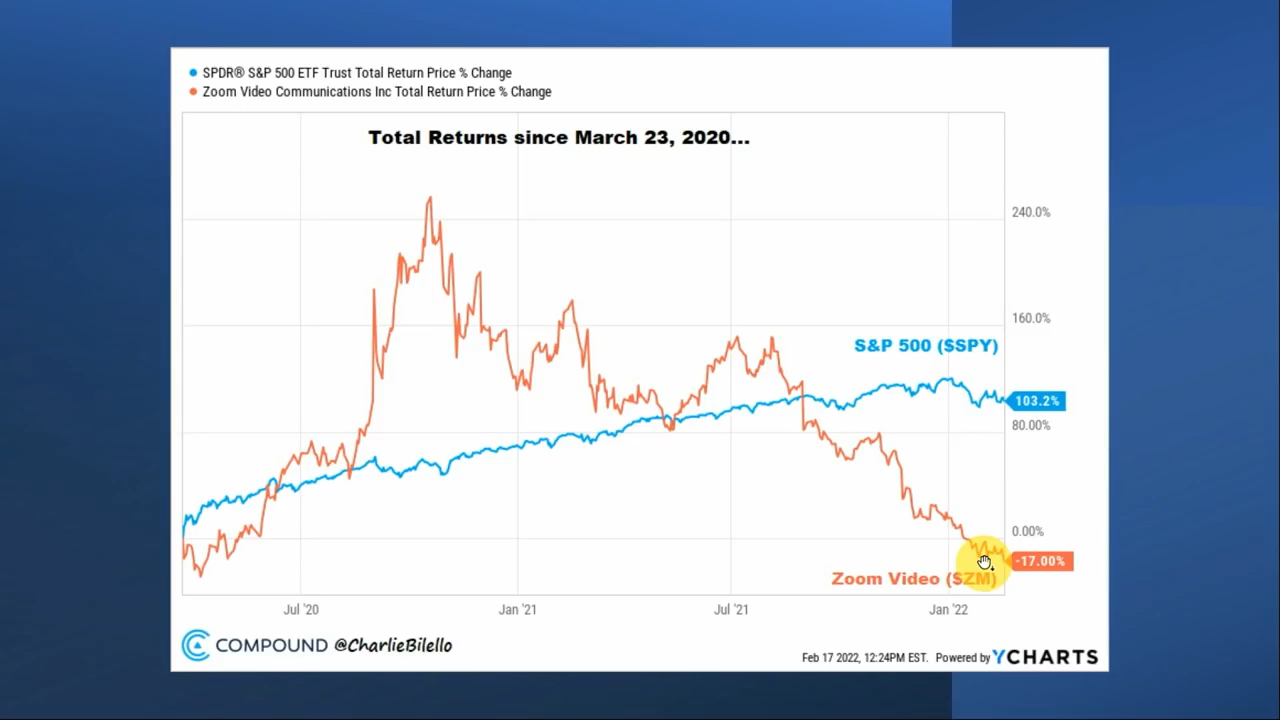 SPDR® S&P 500 ETF Trust Total Return Price % Change
Zoom Video Communications Inc Total Return Price % Change
Total Returns since March 23, 2020...
240.0%
160.0%
S&P 500 ($SPY)
103.2%
80.00%
0.00%
-17.00%
Zoom Video ($ZM)
Jul '20
Jan '21
Jul '21
Jan '22
COMPOUND @CharlieBilello
Feb 17 2022, 12:24PM EST. Powered by YCHARTS